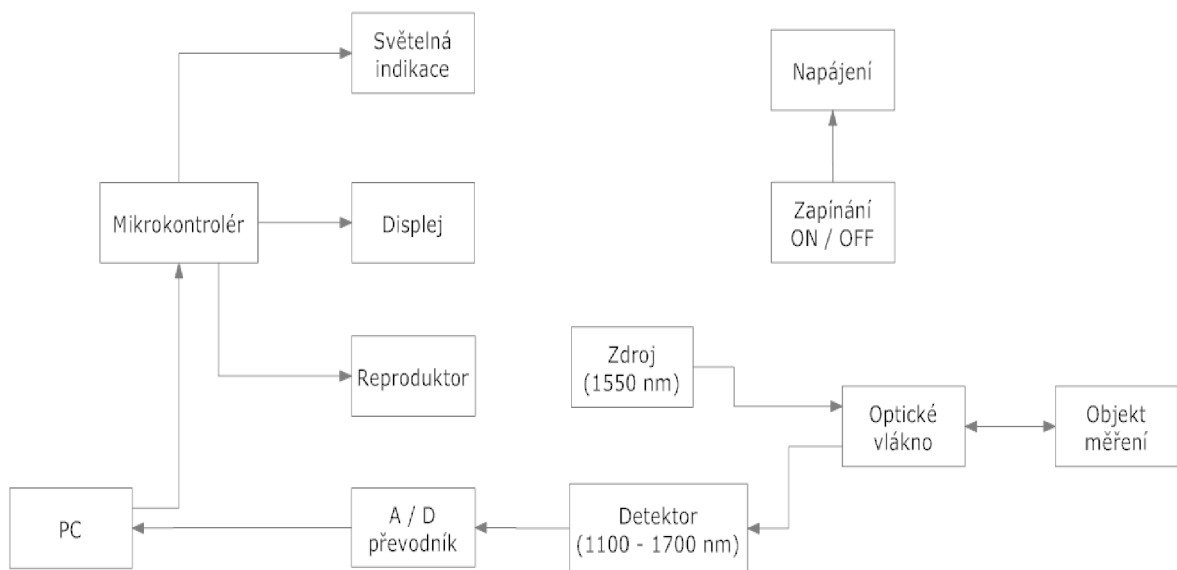 Světelná
indikace
Napájení
Mikrokontrolér
Displej
Zapínání
ON / OFF
Reproduktor
Zdroj
(1550 nm)
Optické
vlákno
Objekt
měření
PC
A / D
převodník
Detektor
(1100 - 1700 nm)